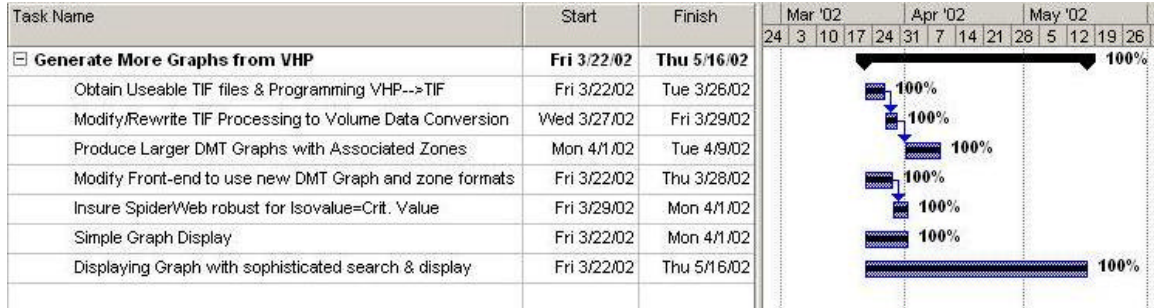 Task Name Start Finish Mar '02 Apr '02 May '02
24 3 10 17 24 31 7 14 21 28 5 12 19 26
Generate More Graphs from VHP Fri 3/22/02 Thu 5/16/02 100%
Obtain Useable TIF files & Programming VHP-->TIF Fri 3/22/02 Tue 3/26/02 100%
Modify/Rewrite TIF Processing to Volume Data Conversion Wed 3/27/02 Fri 3/29/02 100%
Produce Larger DMT Graphs with Associated Zones Mon 4/1/02 Tue 4/9/02 100%
Modify Front-end to use new DMT Graph and zone formats Fri 3/22/02 Thu 3/28/02 100%
Insure SpiderWeb robust for Isovalue=Crit. Value Fri 3/29/02 Mon 4/1/02 100%
Simple Graph Display Fri 3/22/02 Mon 4/1/02 100%
Displaying Graph with sophisticated search & display Fri 3/22/02 Thu 5/16/02 100%